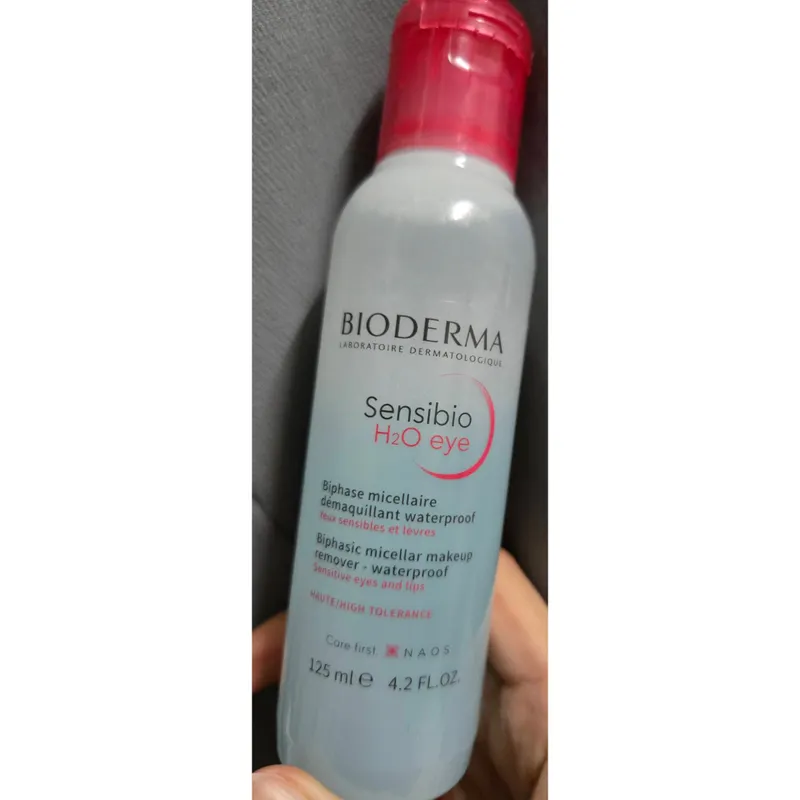 BIODERMA
LABORATOIRE DERMATOLOGIQUE
Sensibio
H2O eye
Biphase micellaire
démaquillant waterproof
Yeux sensibles et lèvres
Biphasic micellar makeup
remover - waterproof
Sensitive eyes and lips
HAUTE/HIGH TOLERANCE
Care first NAOS
125 ml ℮ 4.2 FL.OZ.